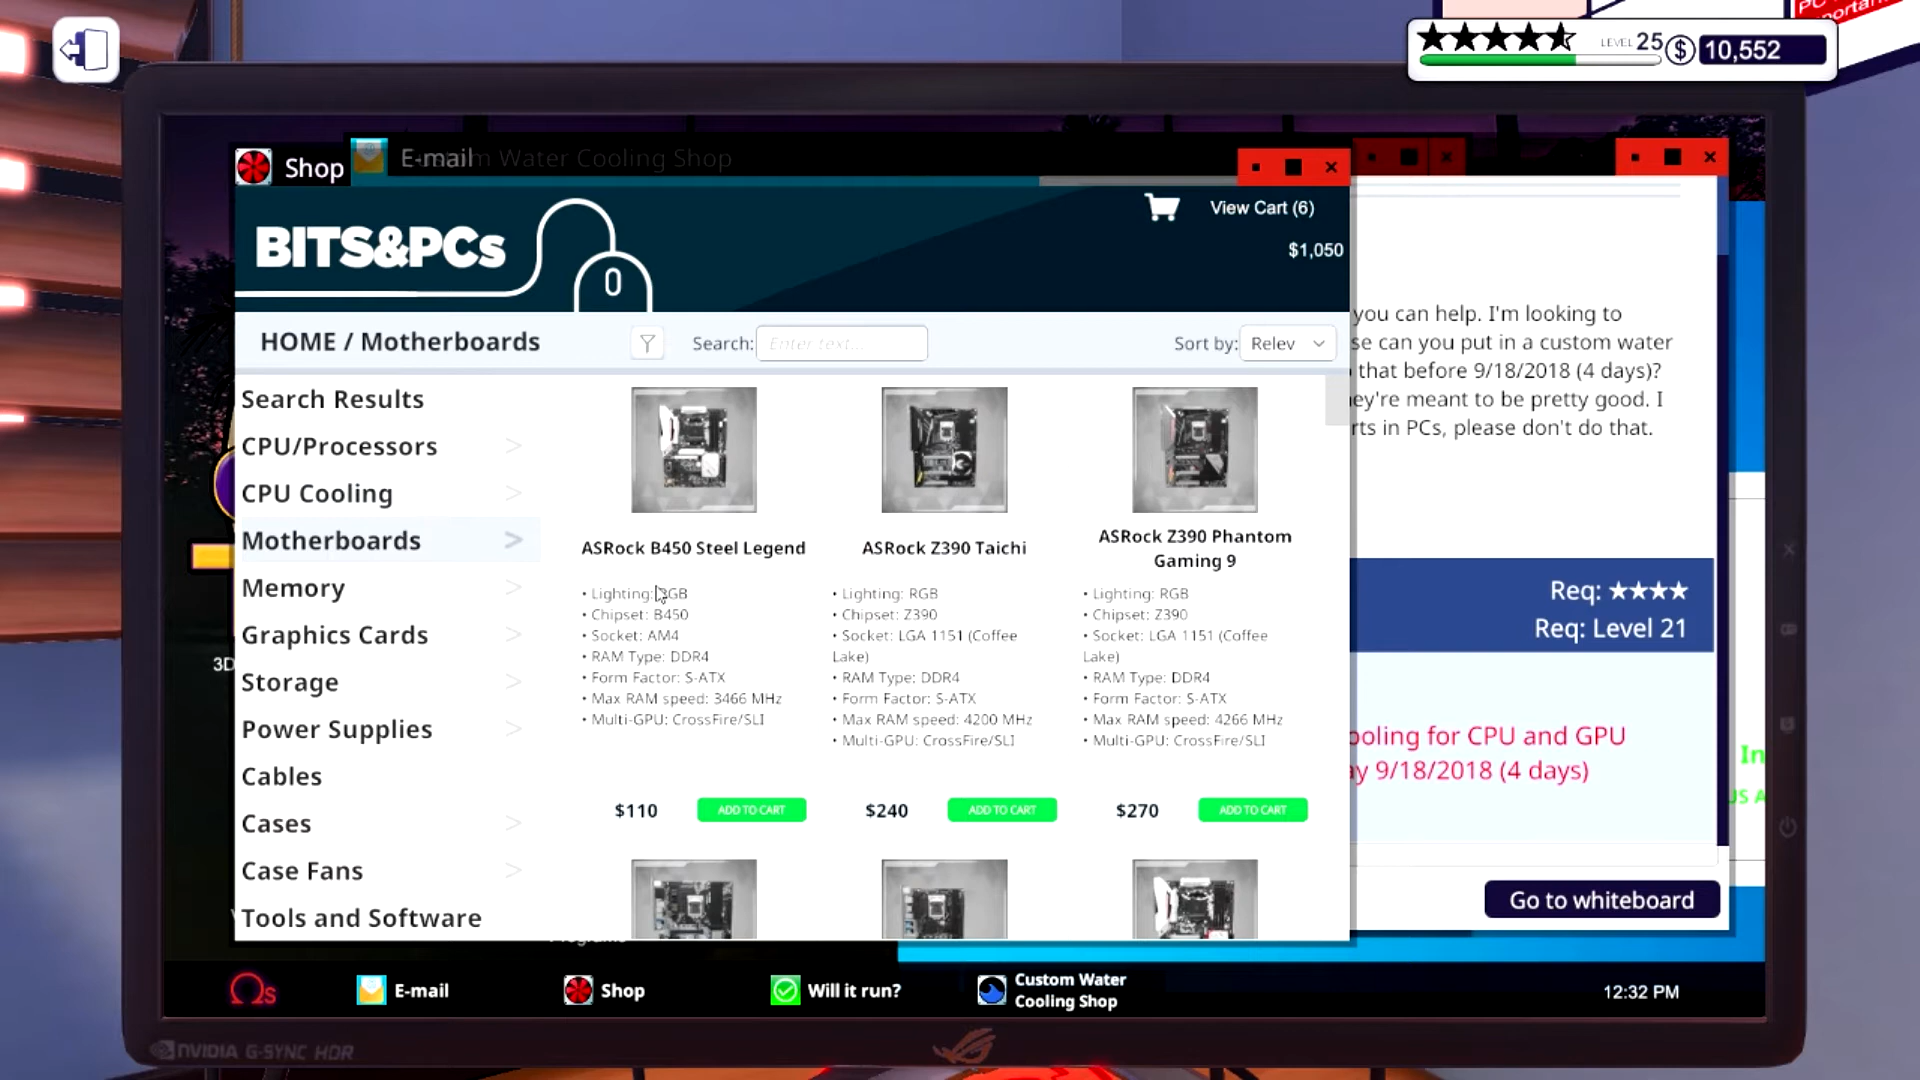 LEVEL 25
$ 10,552
Shop
E-mail
Water Cooling Shop
BITS&PCs
View Cart (6)
$1,050
HOME / Motherboards
Search:
Enter text...
Sort by:
Relev
Search Results
CPU/Processors
CPU Cooling
Motherboards
Memory
Graphics Cards
Storage
Power Supplies
Cables
Cases
Case Fans
Tools and Software
ASRock B450 Steel Legend
• Lighting: RGB
• Chipset: B450
• Socket: AM4
• RAM Type: DDR4
• Form Factor: S-ATX
• Max RAM speed: 3466 MHz
• Multi-GPU: CrossFire/SLI
$110
ADD TO CART
ASRock Z390 Taichi
• Lighting: RGB
• Chipset: Z390
• Socket: LGA 1151 (Coffee
Lake)
• RAM Type: DDR4
• Form Factor: S-ATX
• Max RAM speed: 4200 MHz
• Multi-GPU: CrossFire/SLI
$240
ADD TO CART
ASRock Z390 Phantom
Gaming 9
• Lighting: RGB
• Chipset: Z390
• Socket: LGA 1151 (Coffee
Lake)
• RAM Type: DDR4
• Form Factor: S-ATX
• Max RAM speed: 4266 MHz
• Multi-GPU: CrossFire/SLI
$270
ADD TO CART
you can help. I'm looking to
se can you put in a custom water
that before 9/18/2018 (4 days)?
ey're meant to be pretty good. I
rts in PCs, please don't do that.
Req: ★★★★
Req: Level 21
ooling for CPU and GPU
ay 9/18/2018 (4 days)
Go to whiteboard
3D
In
US A
Ωs
E-mail
Shop
Will it run?
Custom Water
Cooling Shop
12:32 PM
NVIDIA G-SYNC HDR